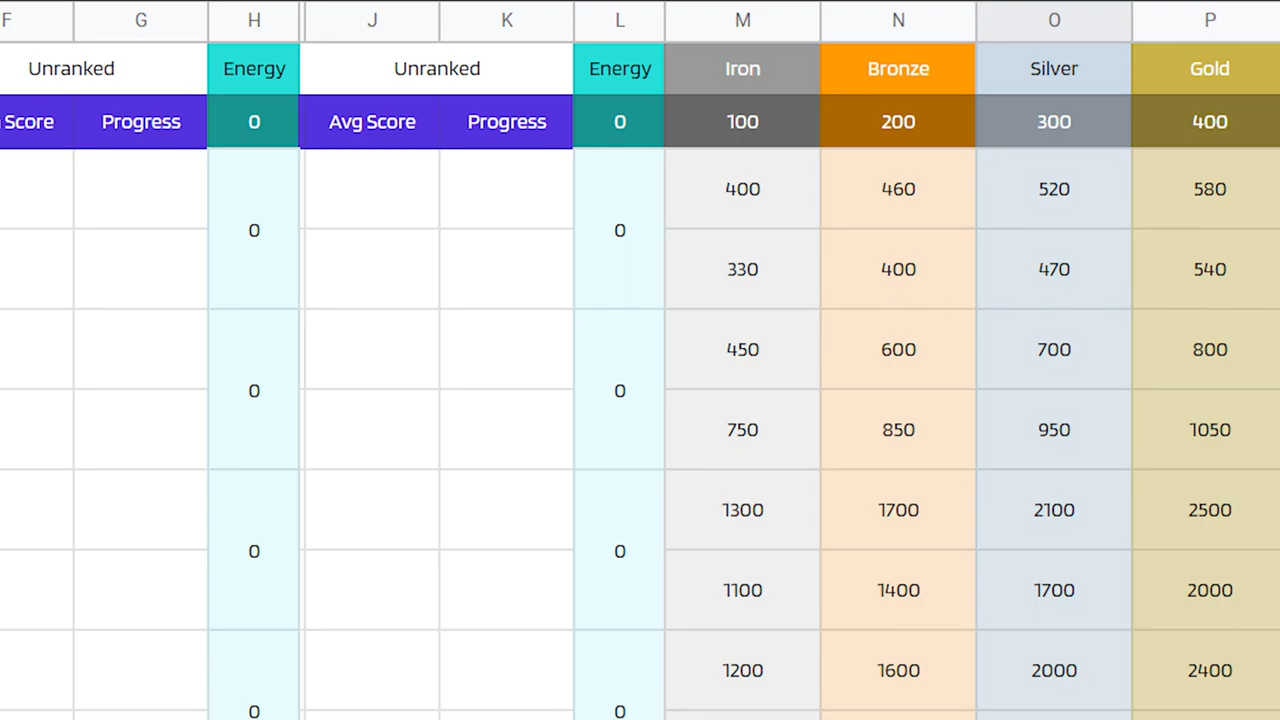 F G H J K L M N O P
Unranked Energy Unranked Energy Iron Bronze Silver Gold
Score Progress 0 Avg Score Progress 0 100 200 300 400
400 460 520 580
0 0
330 400 470 540
450 600 700 800
0 0
750 850 950 1050
1300 1700 2100 2500
0 0
1100 1400 1700 2000
1200 1600 2000 2400
0 0